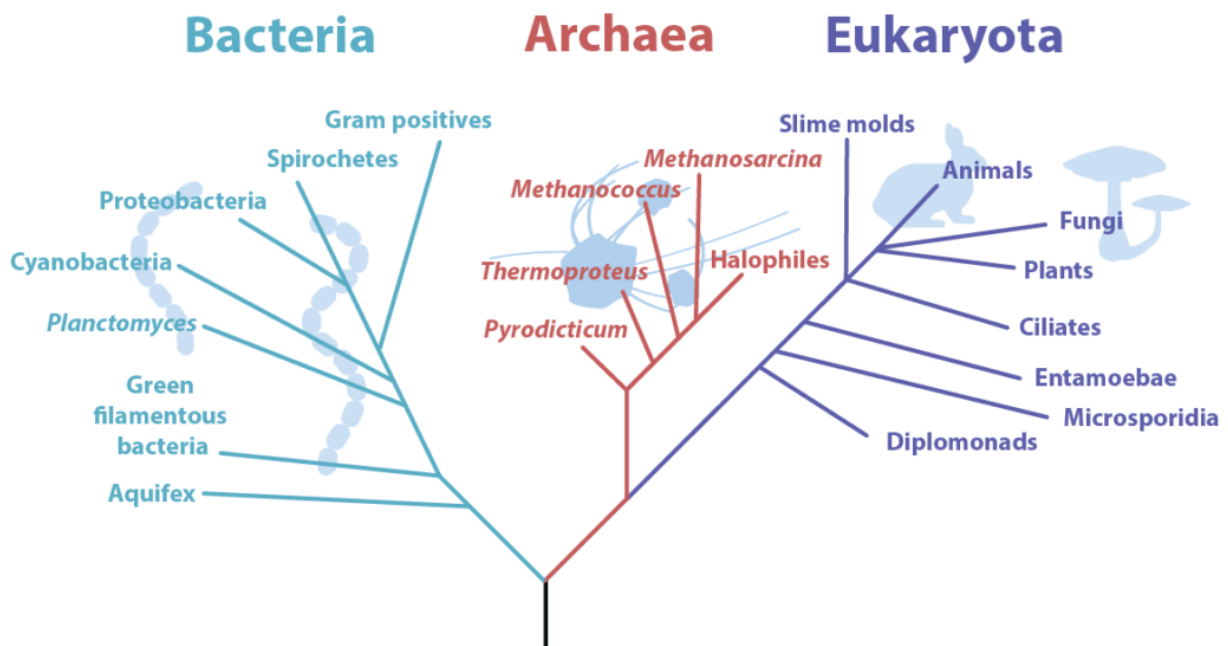 Bacteria
Archaea
Eukaryota
Gram positives
Spirochetes
Proteobacteria
Cyanobacteria
Planctomyces
Green
filamentous
bacteria
Aquifex
Methanosarcina
Methanococcus
Thermoproteus
Halophiles
Pyrodicticum
Slime molds
Animals
Fungi
Plants
Ciliates
Entamoebae
Microsporidia
Diplomonads